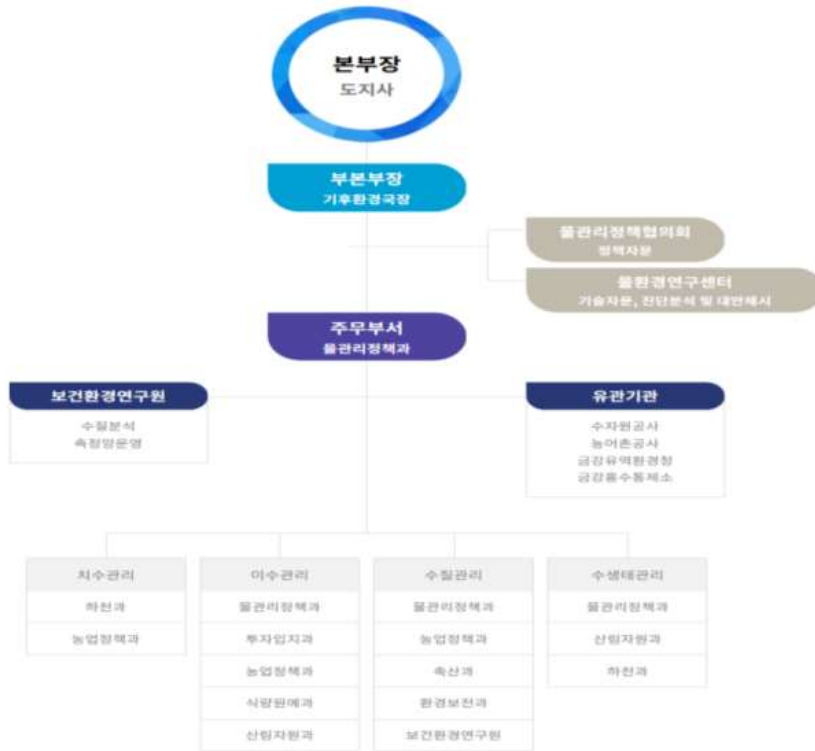 본부장
도지사
부본부장
기후환경국장
물관리정책협의회
정책자문
물환경연구센터
기술자문, 진단분석 및 대안제시
주무부서
물관리정책과
보건환경연구원
수질분석
측정망운영
유관기관
수자원공사
농어촌공사
금강유역환경청
금강홍수통제소
치수관리
하천과
농업정책과
이수관리
물관리정책과
투자입지과
농업정책과
식량원예과
산림자원과
수질관리
물관리정책과
농업정책과
축산과
환경보전과
보건환경연구원
수생태관리
물관리정책과
산림자원과
하천과